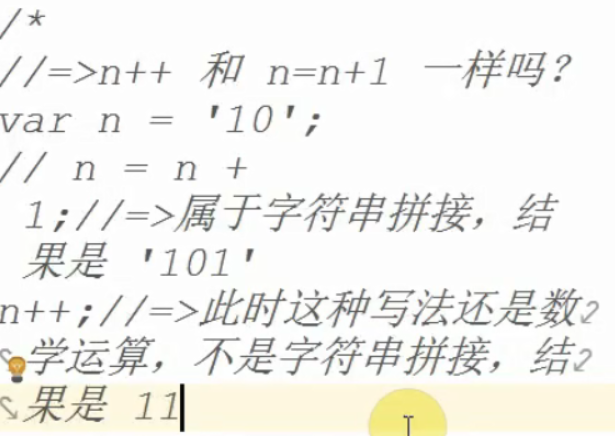 /*
//=>n++ 和 n=n+1 一样吗？
var n = '10';
// n = n +
1;//=>属于字符串拼接，结
果是 '101'
n++;//=>此时这种写法还是数
学运算，不是字符串拼接，结
果是 11